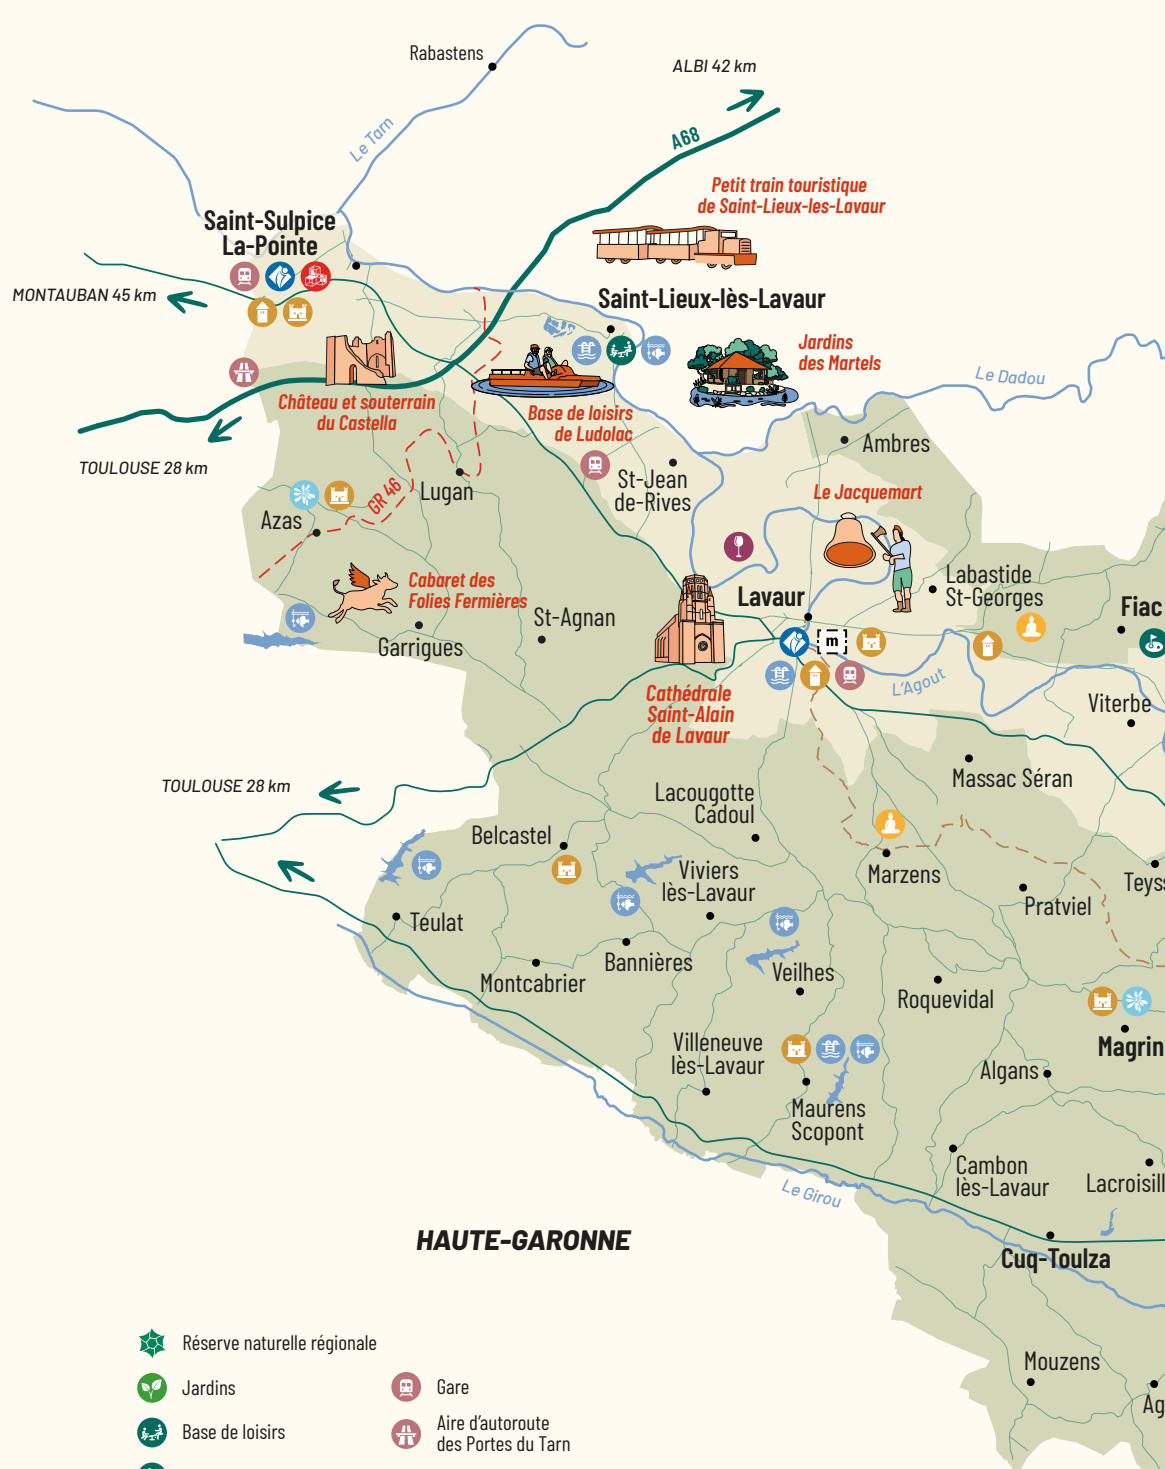 Rabastens
ALBI 42 km
Le Tarn
A68
Petit train touristique
de Saint-Lieux-les-Lavaur
Saint-Sulpice
La-Pointe
MONTAUBAN 45 km
Saint-Lieux-lès-Lavaur
Jardins
des Martels
Le Dadou
Château et souterrain
du Castella
Base de loisirs
de Ludolac
TOULOUSE 28 km
Ambres
St-Jean
de-Rives
Lugan
GR 46
Le Jacquemart
Azas
Cabaret des
Folies Fermières
Labastide
St-Georges
Lavaur
Fiac
St-Agnan
Garrigues
m
L'Agout
Cathédrale
Saint-Alain
de Lavaur
Viterbe
TOULOUSE 28 km
Massac Séran
Lacougotte
Cadoul
Belcastel
Viviers
lès-Lavaur
Marzens
Teyss
Pratviel
Teulat
Bannières
Montcabrier
Veilhes
Roquevidal
Magrin
Villeneuve
lès-Lavaur
Algans
Maurens
Scopont
Cambon
lès-Lavaur
Lacroisill
Le Girou
HAUTE-GARONNE
Cuq-Toulza
Mouzens
Ag
Réserve naturelle régionale
Jardins
Gare
Base de loisirs
Aire d'autoroute
des Portes du Tarn